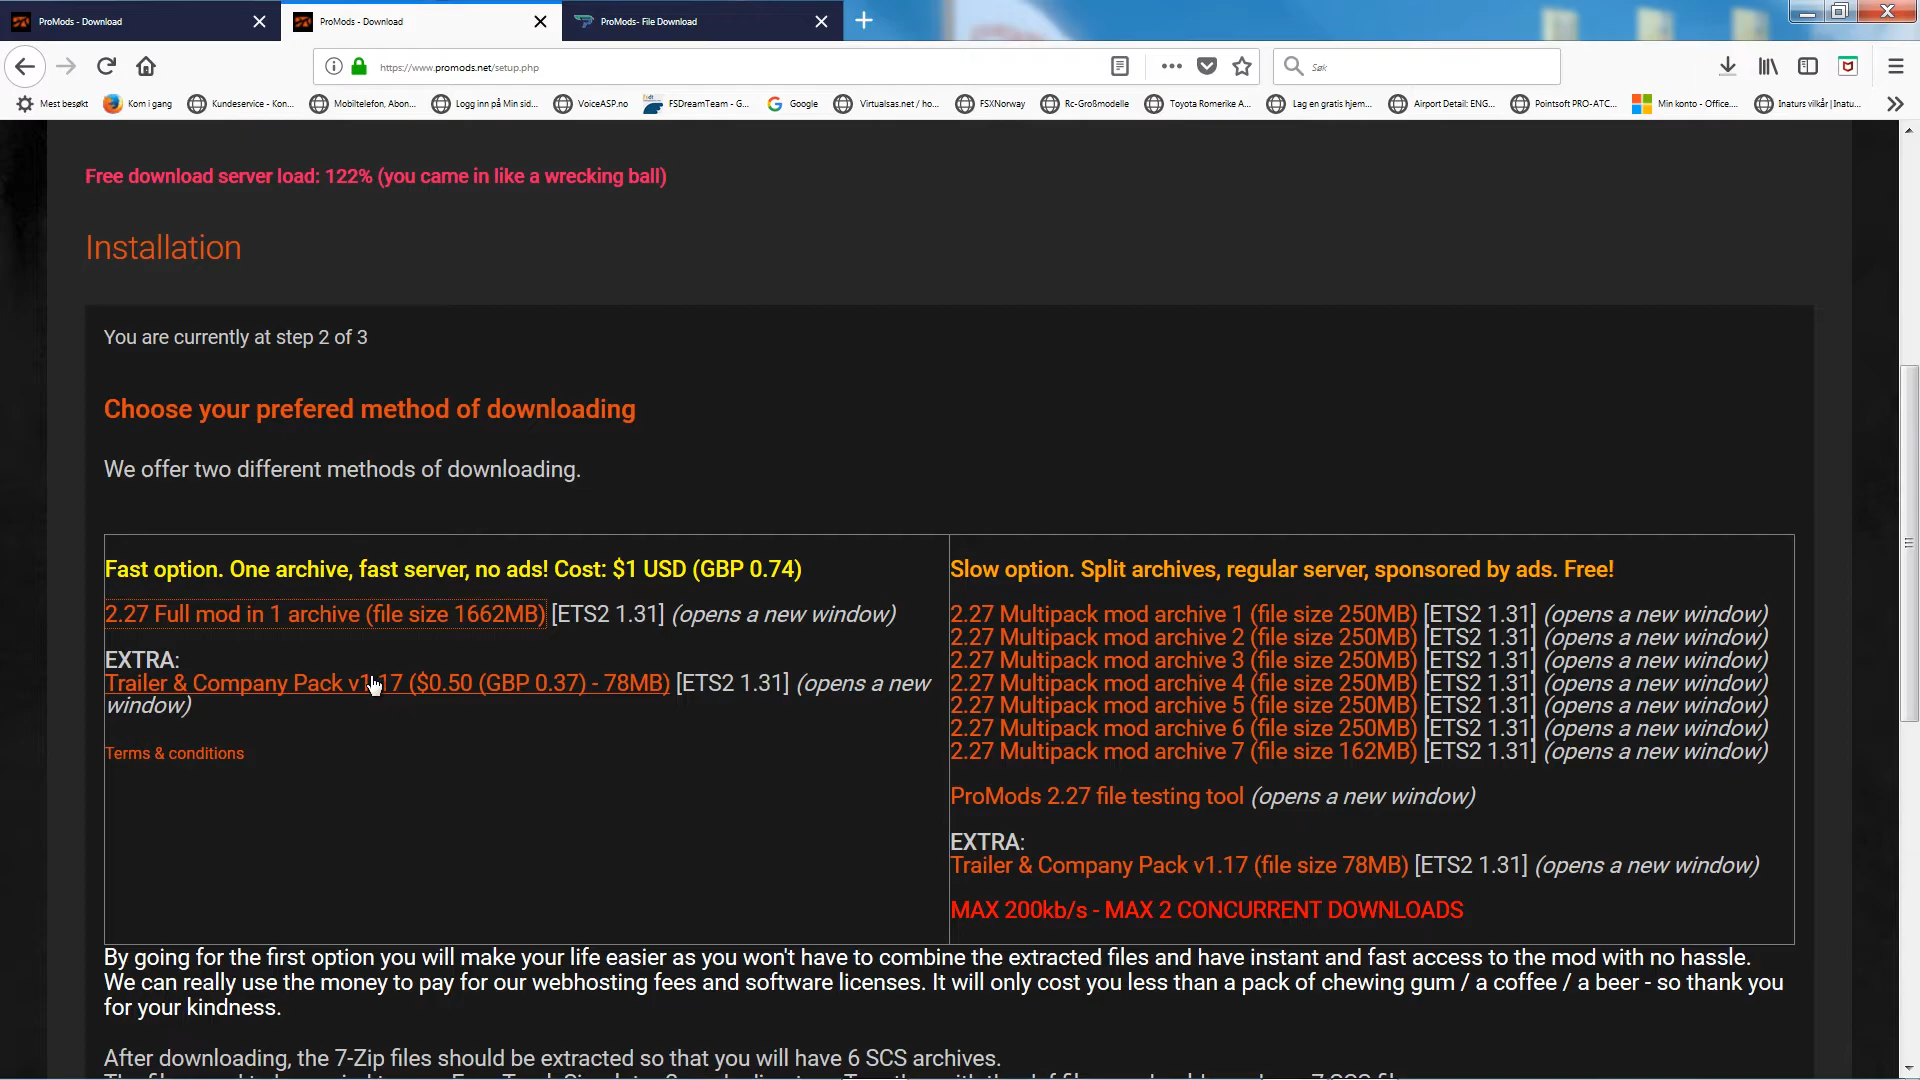 ProMods - Download
ProMods - Download
ProMods- File Download
https://www.promods.net/setup.php
Søk
Mest besøkt
Kom i gang
Kundeservice - Kon...
Mobiltelefon, Abon...
Logg inn på Min sid...
VoiceASP.no
FSDreamTeam - G...
Google
Virtualsas.net / ho...
FSXNorway
Rc-Großmodelle
Toyota Romerike A...
Lag en gratis hjem...
Airport Detail: ENG...
Pointsoft PRO-ATC...
Min konto - Office....
Inaturs vilkår | Inatu...
Free download server load: 122% (you came in like a wrecking ball)
Installation
You are currently at step 2 of 3
Choose your prefered method of downloading
We offer two different methods of downloading.
Fast option. One archive, fast server, no ads! Cost: $1 USD (GBP 0.74)
2.27 Full mod in 1 archive (file size 1662MB) [ETS2 1.31] (opens a new window)
EXTRA:
Trailer & Company Pack v1.17 ($0.50 (GBP 0.37) - 78MB) [ETS2 1.31] (opens a new
window)
Terms & conditions
Slow option. Split archives, regular server, sponsored by ads. Free!
2.27 Multipack mod archive 1 (file size 250MB) [ETS2 1.31] (opens a new window)
2.27 Multipack mod archive 2 (file size 250MB) [ETS2 1.31] (opens a new window)
2.27 Multipack mod archive 3 (file size 250MB) [ETS2 1.31] (opens a new window)
2.27 Multipack mod archive 4 (file size 250MB) [ETS2 1.31] (opens a new window)
2.27 Multipack mod archive 5 (file size 250MB) [ETS2 1.31] (opens a new window)
2.27 Multipack mod archive 6 (file size 250MB) [ETS2 1.31] (opens a new window)
2.27 Multipack mod archive 7 (file size 162MB) [ETS2 1.31] (opens a new window)
ProMods 2.27 file testing tool (opens a new window)
EXTRA:
Trailer & Company Pack v1.17 (file size 78MB) [ETS2 1.31] (opens a new window)
MAX 200kb/s - MAX 2 CONCURRENT DOWNLOADS
By going for the first option you will make your life easier as you won't have to combine the extracted files and have instant and fast access to the mod with no hassle.
We can really use the money to pay for our webhosting fees and software licenses. It will only cost you less than a pack of chewing gum / a coffee / a beer - so thank you
for your kindness.
After downloading, the 7-Zip files should be extracted so that you will have 6 SCS archives.